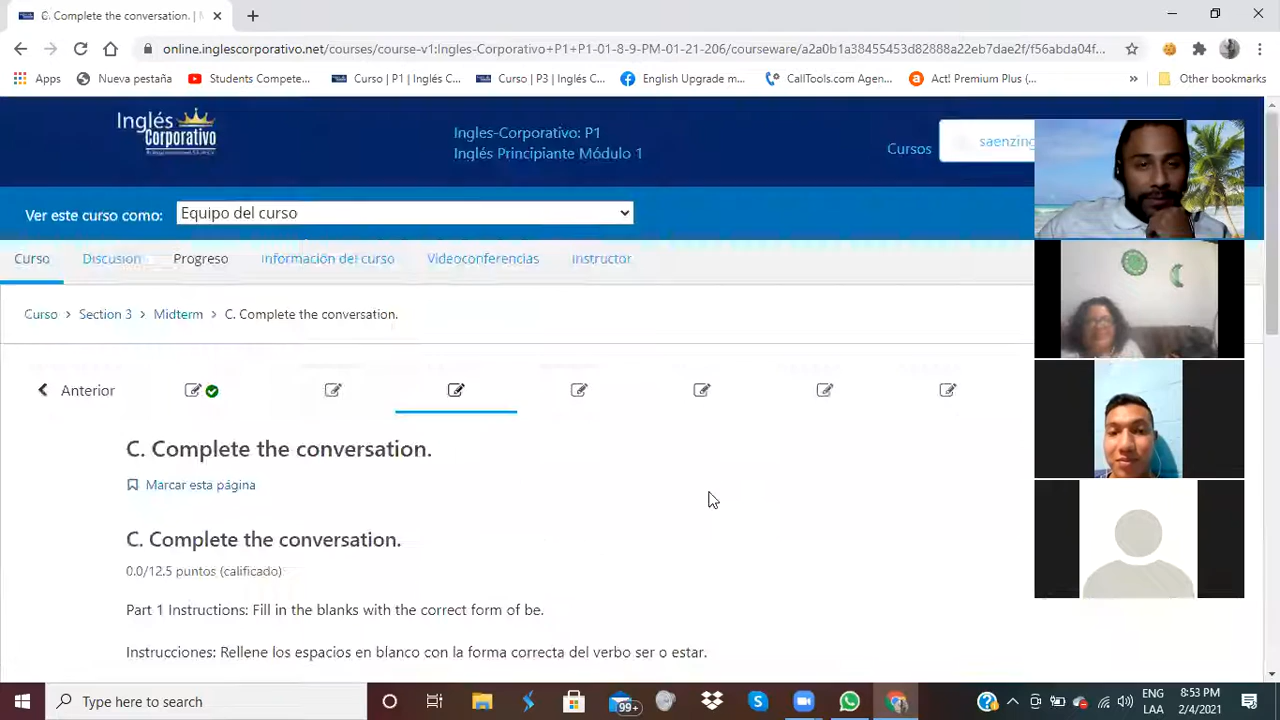 C. Complete the conversation. |
online.inglescorporativo.net/courses/course-v1:Ingles-Corporativo+P1+P1-01-8-9-PM-01-21-206/courseware/a2a0b1a38455453d82888a22eb7dae2f/f56abda04f...
Apps Nueva pestaña Students Compete... Curso | P1 | Inglés C... Curso | P3 | Inglés C... English Upgrade m... CallTools.com Agen... Act! Premium Plus (... » Other bookmarks
Inglés
Corporativo
Ingles-Corporativo: P1
Inglés Principiante Módulo 1
Cursos
saenzing
Ver este curso como: Equipo del curso
Curso Discusión Progreso Información del curso Videoconferencias Instructor
Curso > Section 3 > Midterm > C. Complete the conversation.
Anterior
C. Complete the conversation.
Marcar esta página
C. Complete the conversation.
0.0/12.5 puntos (calificado)
Part 1 Instructions: Fill in the blanks with the correct form of be.
Instrucciones: Rellene los espacios en blanco con la forma correcta del verbo ser o estar.
Type here to search
99+
ENG
LAA
8:53 PM
2/4/2021